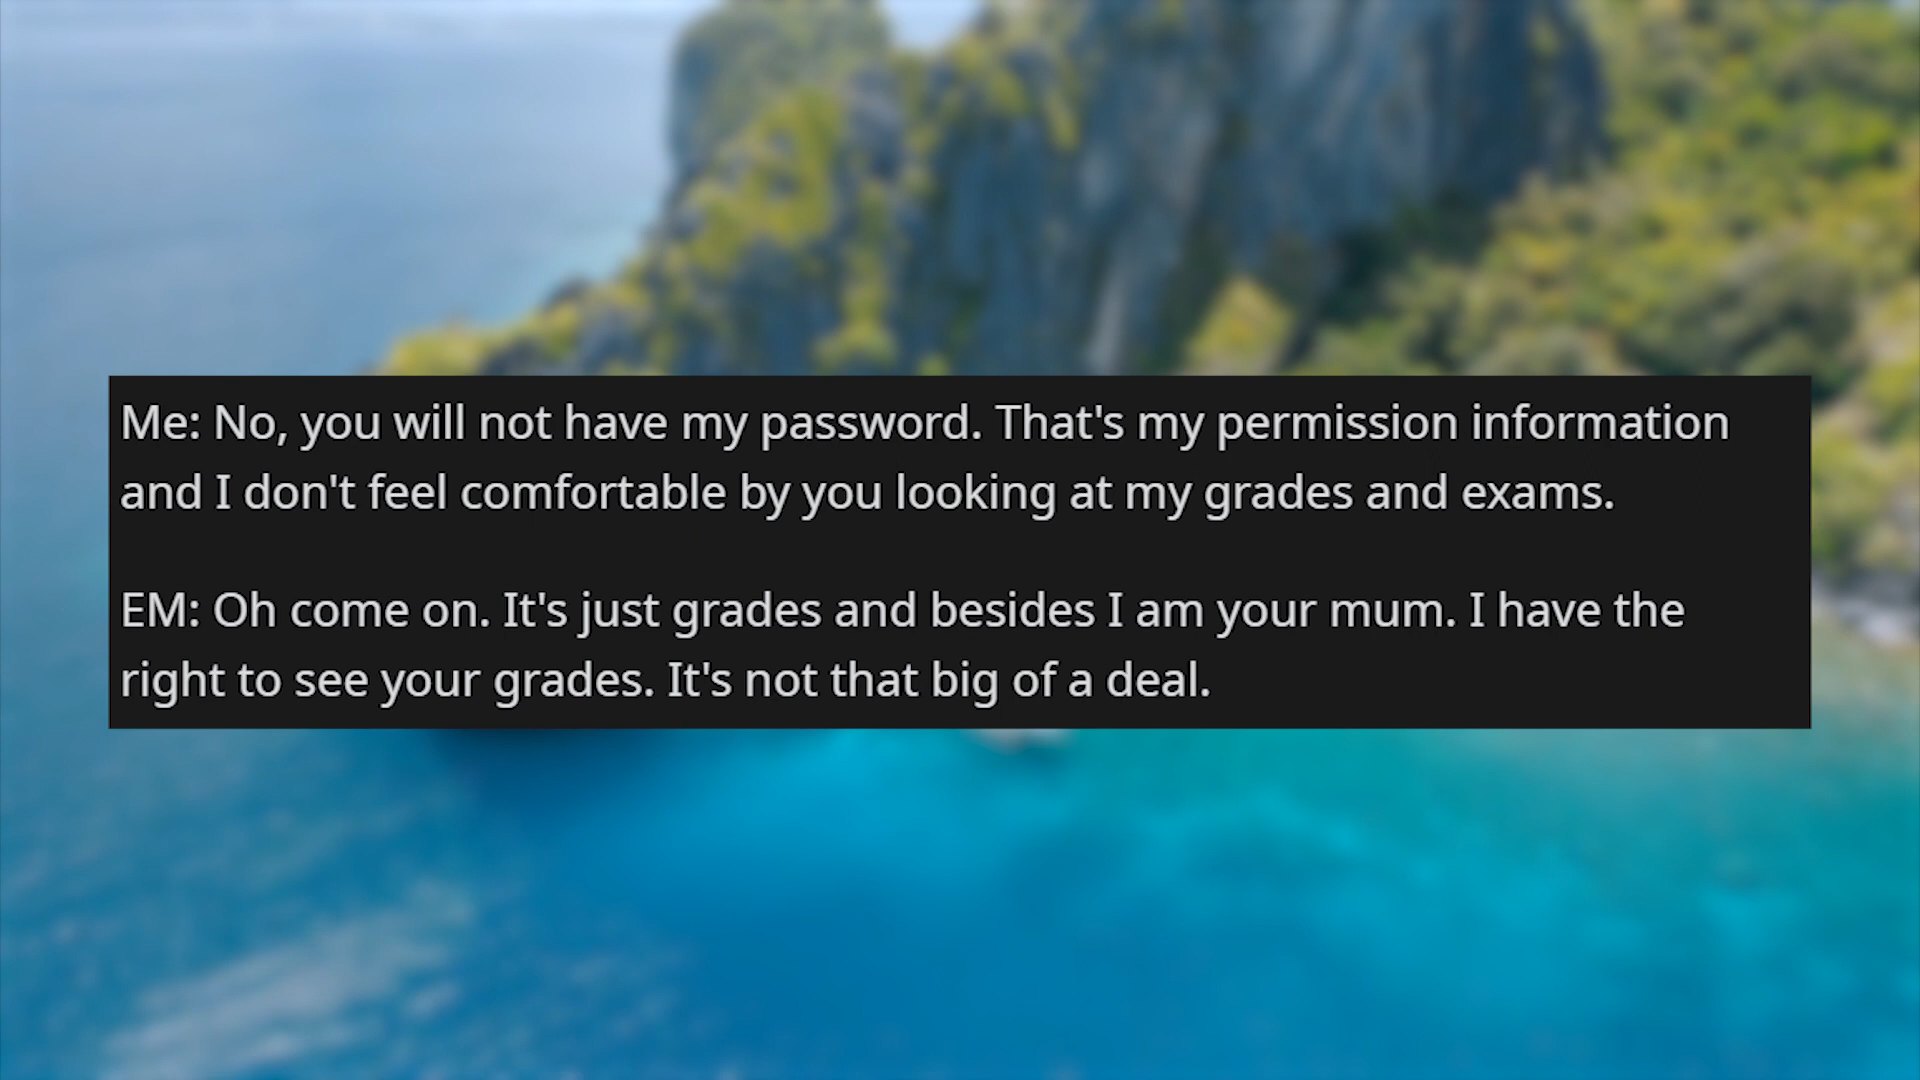 Me: No, you will not have my password. That's my permission information
and I don't feel comfortable by you looking at my grades and exams.
EM: Oh come on. It's just grades and besides I am your mum. I have the
right to see your grades. It's not that big of a deal.